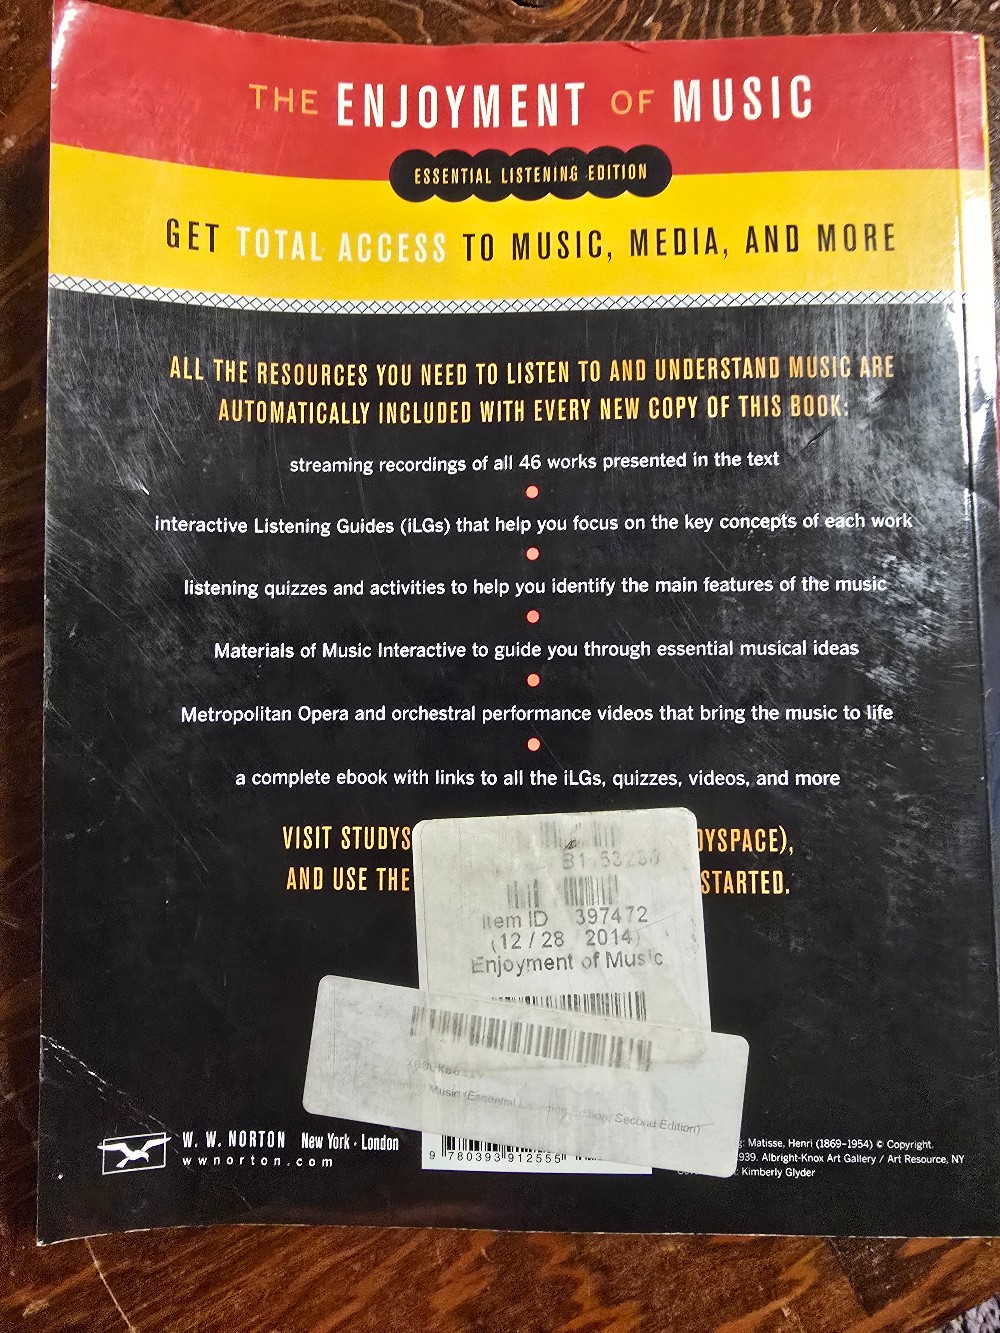 THE ENJOYMENT OF MUSIC
ESSENTIAL LISTENING EDITION
GET TOTAL ACCESS TO MUSIC, MEDIA, AND MORE
ALL THE RESOURCES YOU NEED TO LISTEN TO AND UNDERSTAND MUSIC ARE
AUTOMATICALLY INCLUDED WITH EVERY NEW COPY OF THIS BOOK:
streaming recordings of all 46 works presented in the text
interactive Listening Guides (iLGs) that help you focus on the key concepts of each work
listening quizzes and activities to help you identify the main features of the music
Materials of Music Interactive to guide you through essential musical ideas
Metropolitan Opera and orchestral performance videos that bring the music to life
a complete ebook with links to all the iLGs, quizzes, videos, and more
VISIT STUDYS DYSPACE),
AND USE THE STARTED.
Item ID 397472
(12/28 2014)
Enjoyment of Music
Music (Essential Listening Edition, Second Edition)
W. W. NORTON New York · London
wwnorton.com
9 780393 912555
: Matisse, Henri (1869–1954) © Copyright.
939. Albright-Knox Art Gallery / Art Resource, NY
: Kimberly Glyder